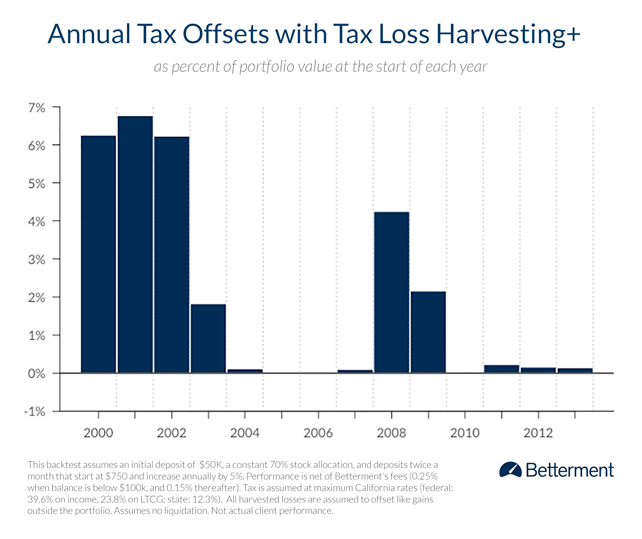 Annual Tax Offsets with Tax Loss Harvesting+
as percent of portfolio value at the start of each year
7%
6%
5%
4%
3%
2%
1%
0%
-1%
2000 2002 2004 2006 2008 2010 2012
This backtest assumes an initial deposit of $50K, a constant 70% stock allocation, and deposits twice a
month that start at $750 and increase annually by 5%. Performance is net of Betterment's fees (0.25%
when balance is below $100k, and 0.15% thereafter). Tax is assumed at maximum California rates (federal:
39.6% on income, 23.8% on LTCG; state: 12.3%). All harvested losses are assumed to offset like gains
outside the portfolio. Assumes no liquidation. Not actual client performance.
Betterment